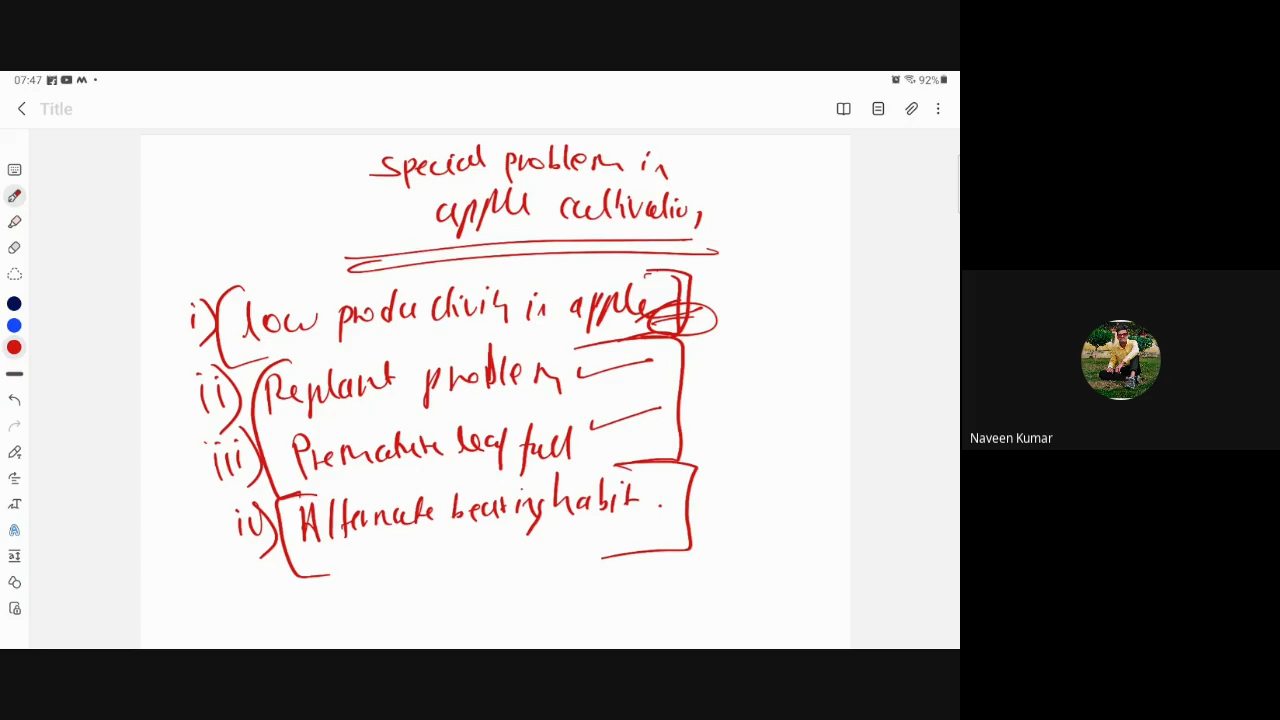 07:47
92%
Title
special problem in
apple cultivation,
i) low productivity in apple
ii) Replant problem
iii) Premature leaf fall
iv) Alternate bearing habit.
Naveen Kumar